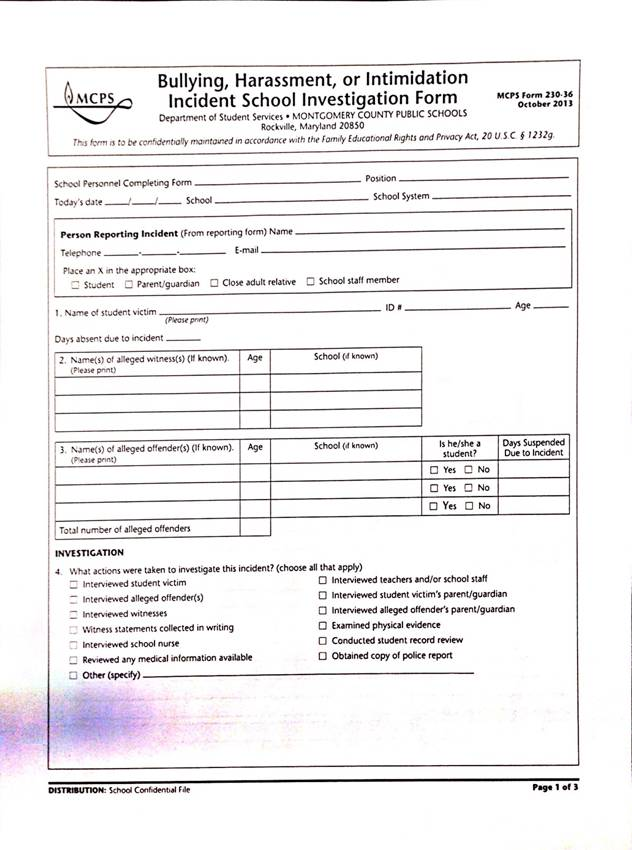 MCPS
Bullying, Harassment, or Intimidation
Incident School Investigation Form
MCPS Form 230-36
October 2013
Department of Student Services • MONTGOMERY COUNTY PUBLIC SCHOOLS
Rockville, Maryland 20850
This form is to be confidentially maintained in accordance with the Family Educational Rights and Privacy Act, 20 U.S.C. § 1232g.
School Personnel Completing Form ____ Position ____
Today's date ____/____/____ School ____ School System ____
Person Reporting Incident (From reporting form) Name ____
Telephone ____-____-____ E-mail ____
Place an X in the appropriate box:
☐ Student ☐ Parent/guardian ☐ Close adult relative ☐ School staff member
1. Name of student victim ____ ID # ____ Age ____
(Please print)
Days absent due to incident ____
2. Name(s) of alleged witness(s) (If known). Age School (if known)
(Please print)
3. Name(s) of alleged offender(s) (If known). Age School (if known) Is he/she a student? Days Suspended Due to Incident
(Please print)
☐ Yes ☐ No
☐ Yes ☐ No
☐ Yes ☐ No
Total number of alleged offenders
INVESTIGATION
4. What actions were taken to investigate this incident? (choose all that apply)
☐ Interviewed student victim
☐ Interviewed alleged offender(s)
☐ Interviewed witnesses
☐ Witness statements collected in writing
☐ Interviewed school nurse
☐ Reviewed any medical information available
☐ Other (specify) ____
☐ Interviewed teachers and/or school staff
☐ Interviewed student victim's parent/guardian
☐ Interviewed alleged offender's parent/guardian
☐ Examined physical evidence
☐ Conducted student record review
☐ Obtained copy of police report
DISTRIBUTION: School Confidential File
Page 1 of 3